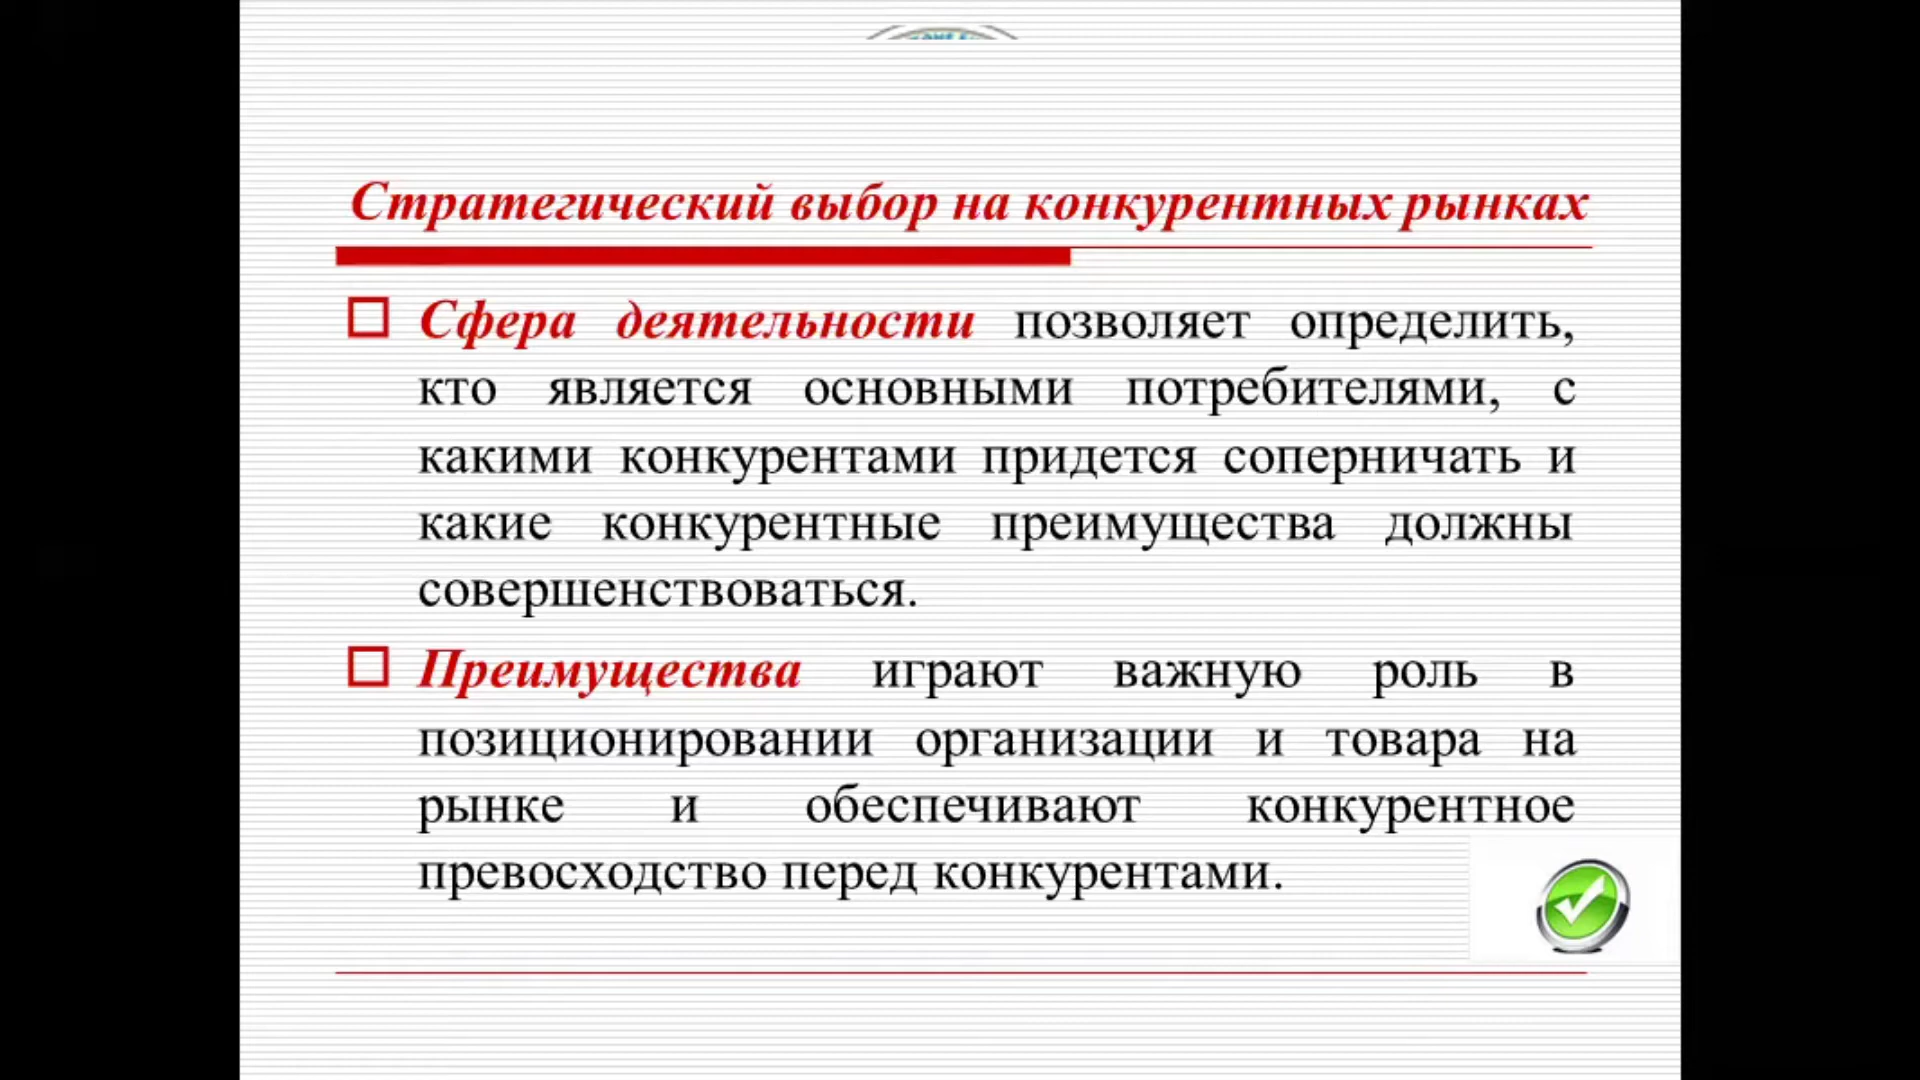 Стратегический выбор на конкурентных рынках
Сфера деятельности позволяет определить,
кто является основными потребителями, с
какими конкурентами придется соперничать и
какие конкурентные преимущества должны
совершенствоваться.
Преимущества играют важную роль в
позиционировании организации и товара на
рынке и обеспечивают конкурентное
превосходство перед конкурентами.